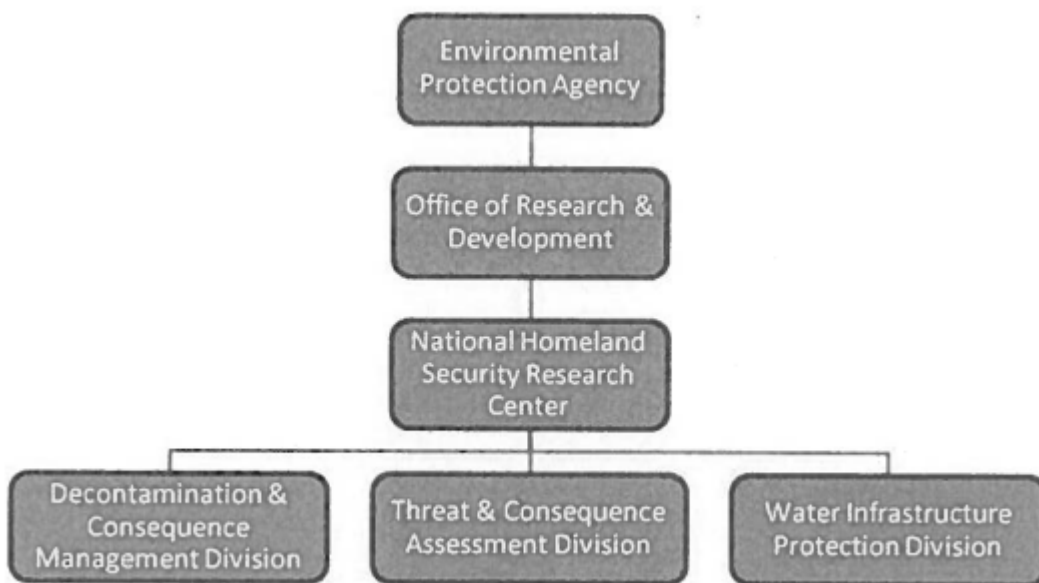 Environmental
Protection Agency
Office of Research &
Development
National Homeland
Security Research
Center
Decontamination &
Consequence
Management Division
Threat & Consequence
Assessment Division
Water Infrastructure
Protection Division